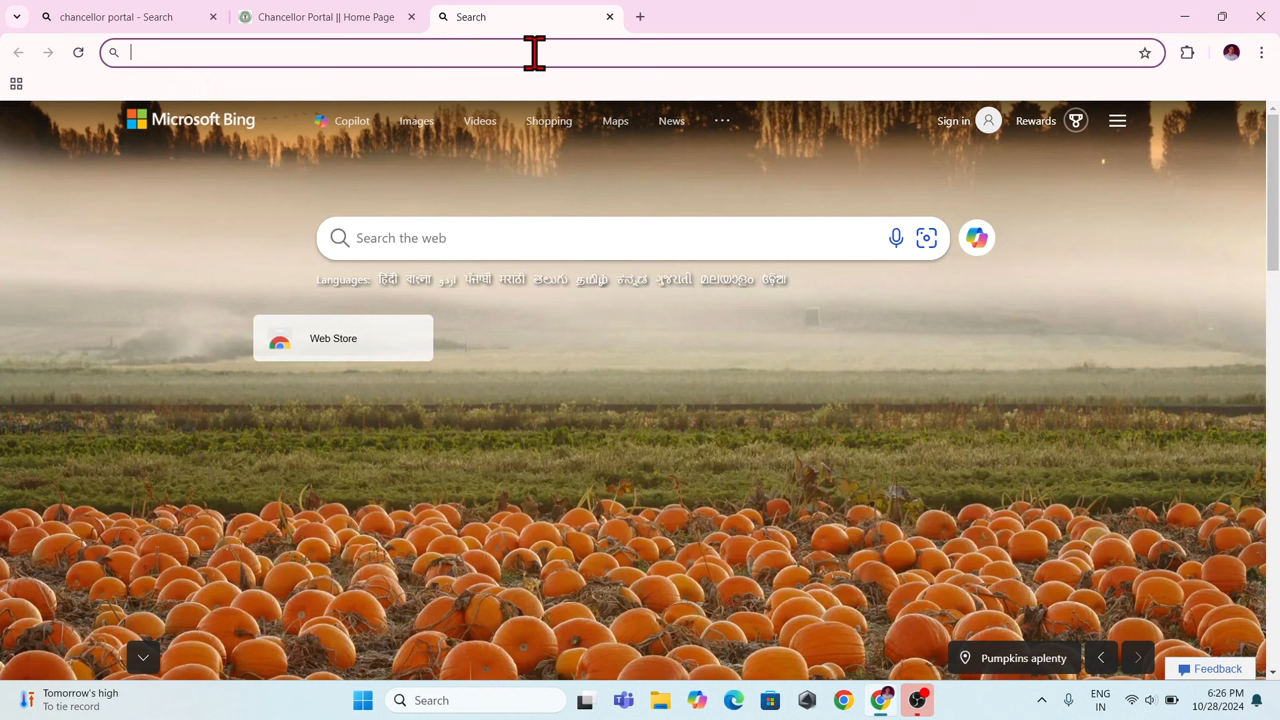 chancellor portal - Search
Chancellor Portal || Home Page
Search
Microsoft Bing
Copilot
Images
Videos
Shopping
Maps
News
Sign in
Rewards
Search the web
Languages: हिंदी বাংলা اردو ਪੰਜਾਬੀ मराठी తెలుగు தமிழ் ಕನ್ನಡ ગુજરાતી മലയാളം ଓଡ଼ିଆ
Web Store
Pumpkins aplenty
Feedback
Tomorrow's high
To tie record
Search
ENG
IN
6:26 PM
10/28/2024